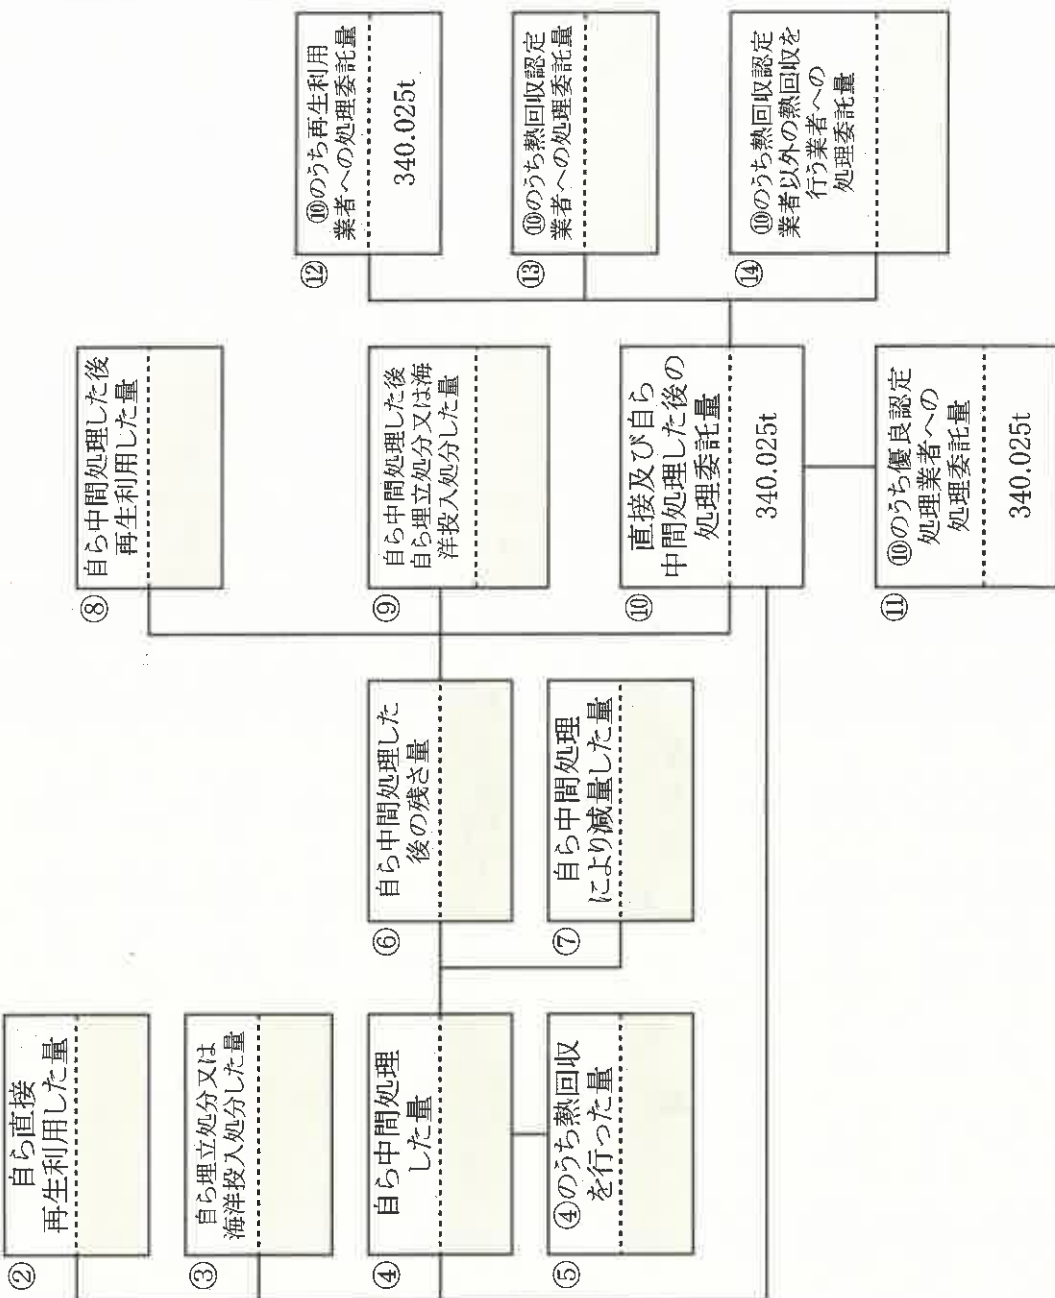 ②
自ら直接
再生利用した量
③
自ら埋立処分又は
海洋投入処分した量
④
自ら中間処理
した量
⑤
④のうち熱回収
を行った量
⑥
自ら中間処理した
後の残さ量
⑦
自ら中間処理
により減量した量
⑧
自ら中間処理した後
再生利用した量
⑨
自ら中間処理した後
自ら埋立処分又は海
洋投入処分した量
⑩
直接及び自ら
中間処理した後の
処理委託量
340.025t
⑪
⑩のうち優良認定
処理業者への
処理委託量
340.025t
⑫
⑩のうち再生利用
業者への処理委託量
340.025t
⑬
⑩のうち熱回収認定
業者への処理委託量
⑭
⑩のうち熱回収認定
業者以外の熱回収を
行う業者への
処理委託量